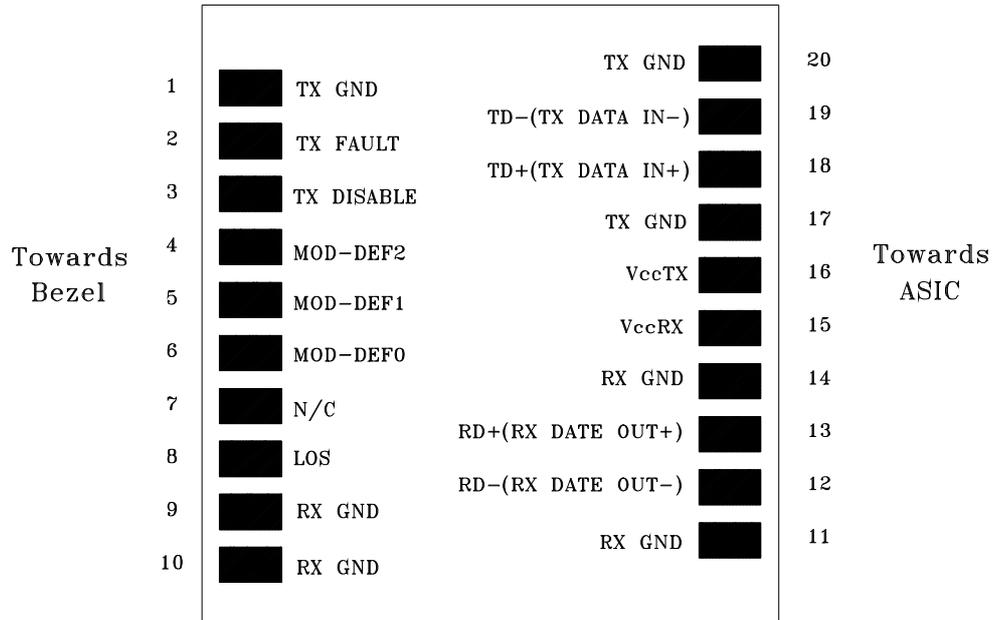 Towards
Bezel
1 TX GND
2 TX FAULT
3 TX DISABLE
4 MOD-DEF2
5 MOD-DEF1
6 MOD-DEF0
7 N/C
8 LOS
9 RX GND
10 RX GND
TX GND 20
TD-(TX DATA IN-) 19
TD+(TX DATA IN+) 18
TX GND 17
VccTX 16
VccRX 15
RX GND 14
RD+(RX DATE OUT+) 13
RD-(RX DATE OUT-) 12
RX GND 11
Towards
ASIC